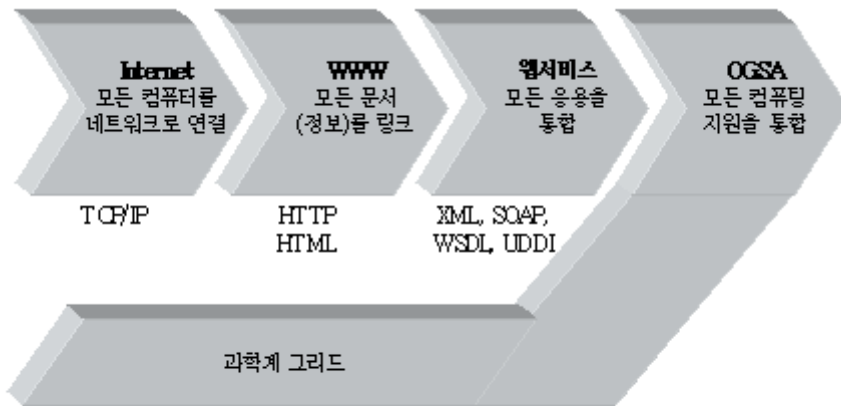 Internet
모든 컴퓨터를
네트워크로 연결
WWW
모든 문서
(정보)를 링크
웹서비스
모든 응용을
통합
OGSA
모든 컴퓨팅
지원을 통합
TCP/IP
HTTP
HTML
XML, SOAP,
WSDL, UDDI
과학계 그리드